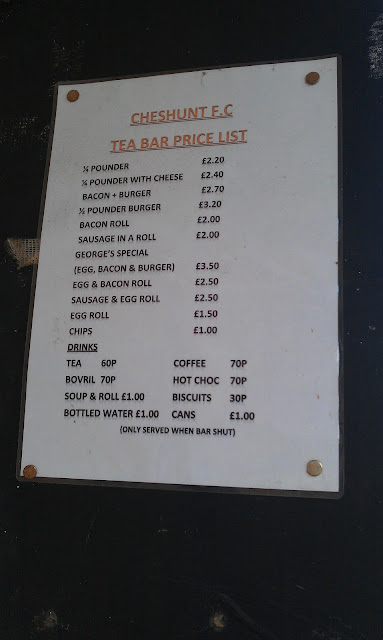 CHESHUNT F.C
TEA BAR PRICE LIST
¼ POUNDER £2.20
¼ POUNDER WITH CHEESE £2.40
BACON + BURGER £2.70
½ POUNDER BURGER £3.20
BACON ROLL £2.00
SAUSAGE IN A ROLL £2.00
GEORGE'S SPECIAL
(EGG, BACON & BURGER) £3.50
EGG & BACON ROLL £2.50
SAUSAGE & EGG ROLL £2.50
EGG ROLL £1.50
CHIPS £1.00
DRINKS
TEA 60P COFFEE 70P
BOVRIL 70P HOT CHOC 70P
SOUP & ROLL £1.00 BISCUITS 30P
BOTTLED WATER £1.00 CANS £1.00
(ONLY SERVED WHEN BAR SHUT)